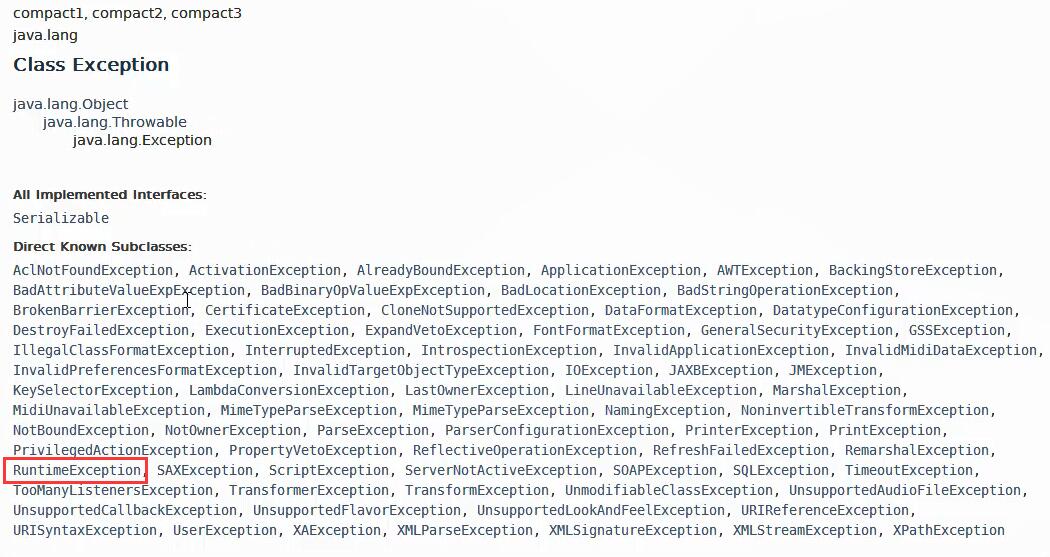 compact1, compact2, compact3
java.lang
Class Exception
java.lang.Object
java.lang.Throwable
java.lang.Exception
All Implemented Interfaces:
Serializable
Direct Known Subclasses:
AclNotFoundException, ActivationException, AlreadyBoundException, ApplicationException, AWTException, BackingStoreException,
BadAttributeValueExpException, BadBinaryOpValueExpException, BadLocationException, BadStringOperationException,
BrokenBarrierException, CertificateException, CloneNotSupportedException, DataFormatException, DatatypeConfigurationException,
DestroyFailedException, ExecutionException, ExpandVetoException, FontFormatException, GeneralSecurityException, GSSException,
IllegalClassFormatException, InterruptedException, IntrospectionException, InvalidApplicationException, InvalidMidiDataException,
InvalidPreferencesFormatException, InvalidTargetObjectTypeException, IOException, JAXBException, JMException,
KeySelectorException, LambdaConversionException, LastOwnerException, LineUnavailableException, MarshalException,
MidiUnavailableException, MimeTypeParseException, MimeTypeParseException, NamingException, NoninvertibleTransformException,
NotBoundException, NotOwnerException, ParseException, ParserConfigurationException, PrinterException, PrintException,
PrivilegedActionException, PropertyVetoException, ReflectiveOperationException, RefreshFailedException, RemarshalException,
RuntimeException, SAXException, ScriptException, ServerNotActiveException, SOAPException, SQLException, TimeoutException,
TooManyListenersException, TransformerException, TransformException, UnmodifiableClassException, UnsupportedAudioFileException,
UnsupportedCallbackException, UnsupportedFlavorException, UnsupportedLookAndFeelException, URIReferenceException,
URISyntaxException, UserException, XAException, XMLParseException, XMLSignatureException, XMLStreamException, XPathException